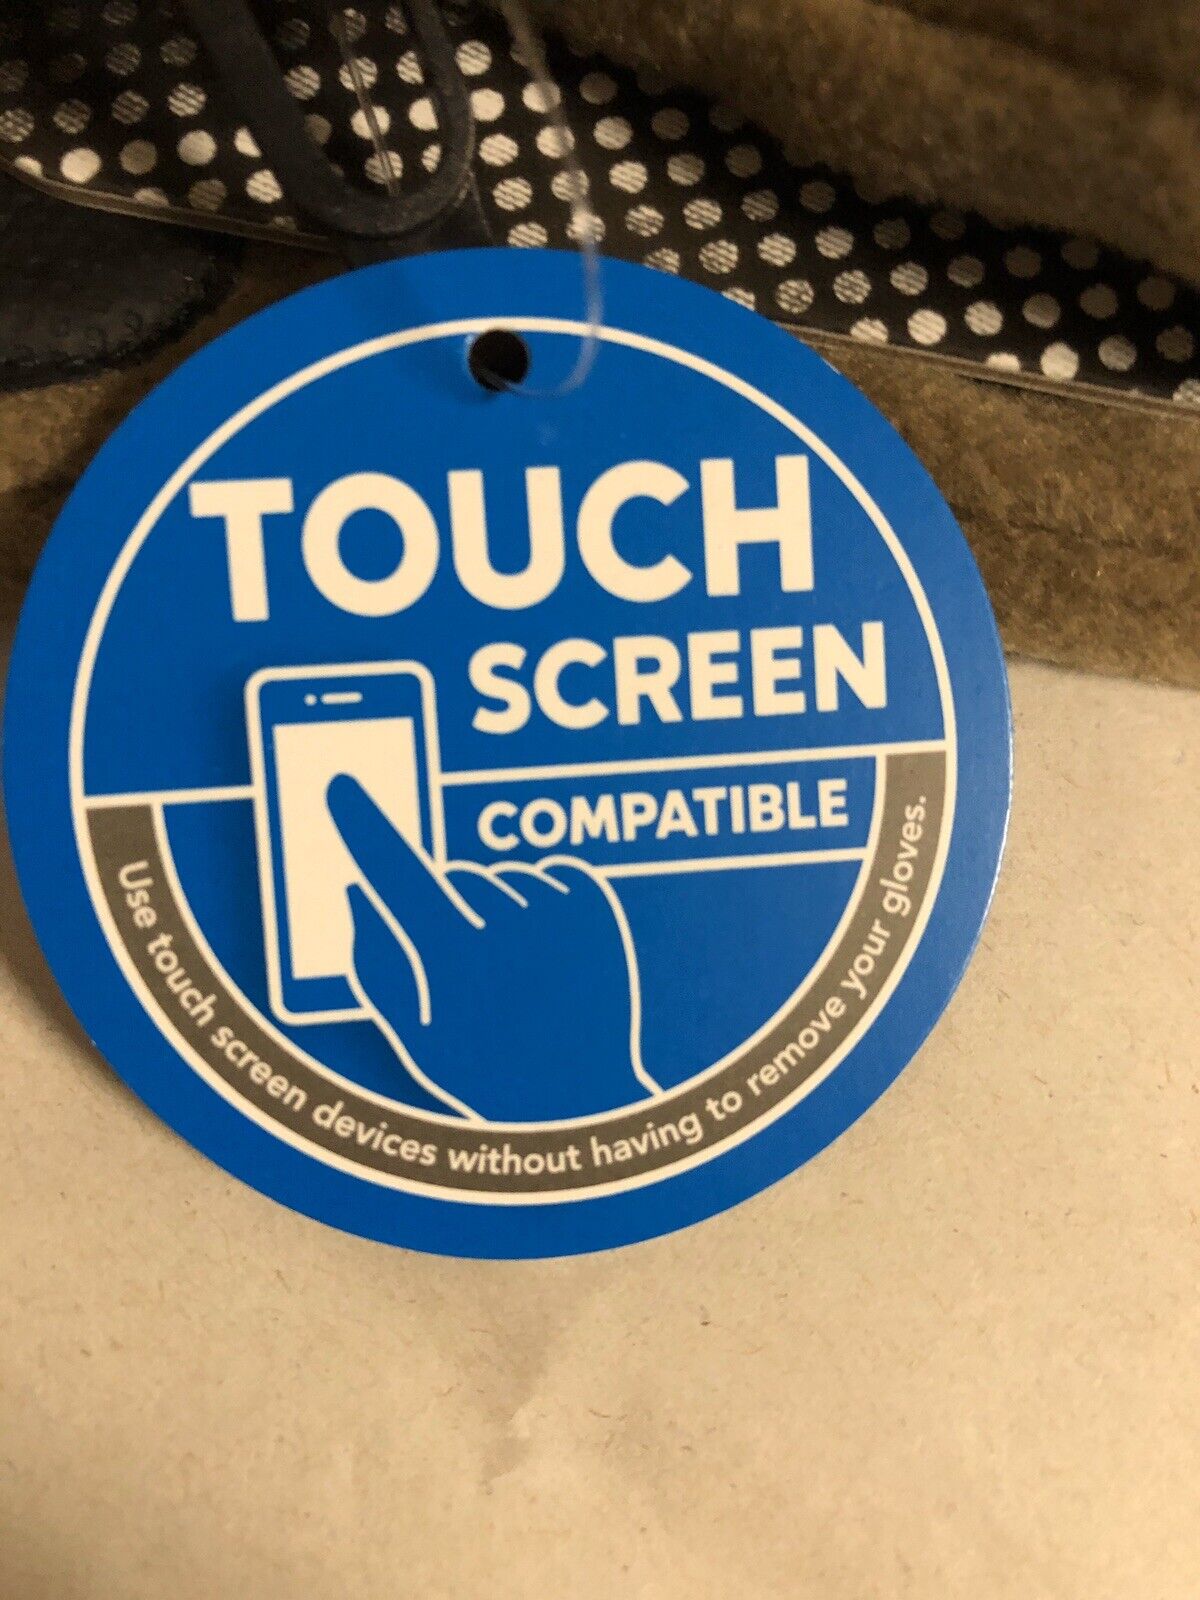 TOUCH
SCREEN
COMPATIBLE
Use touch screen devices without having to remove your gloves.